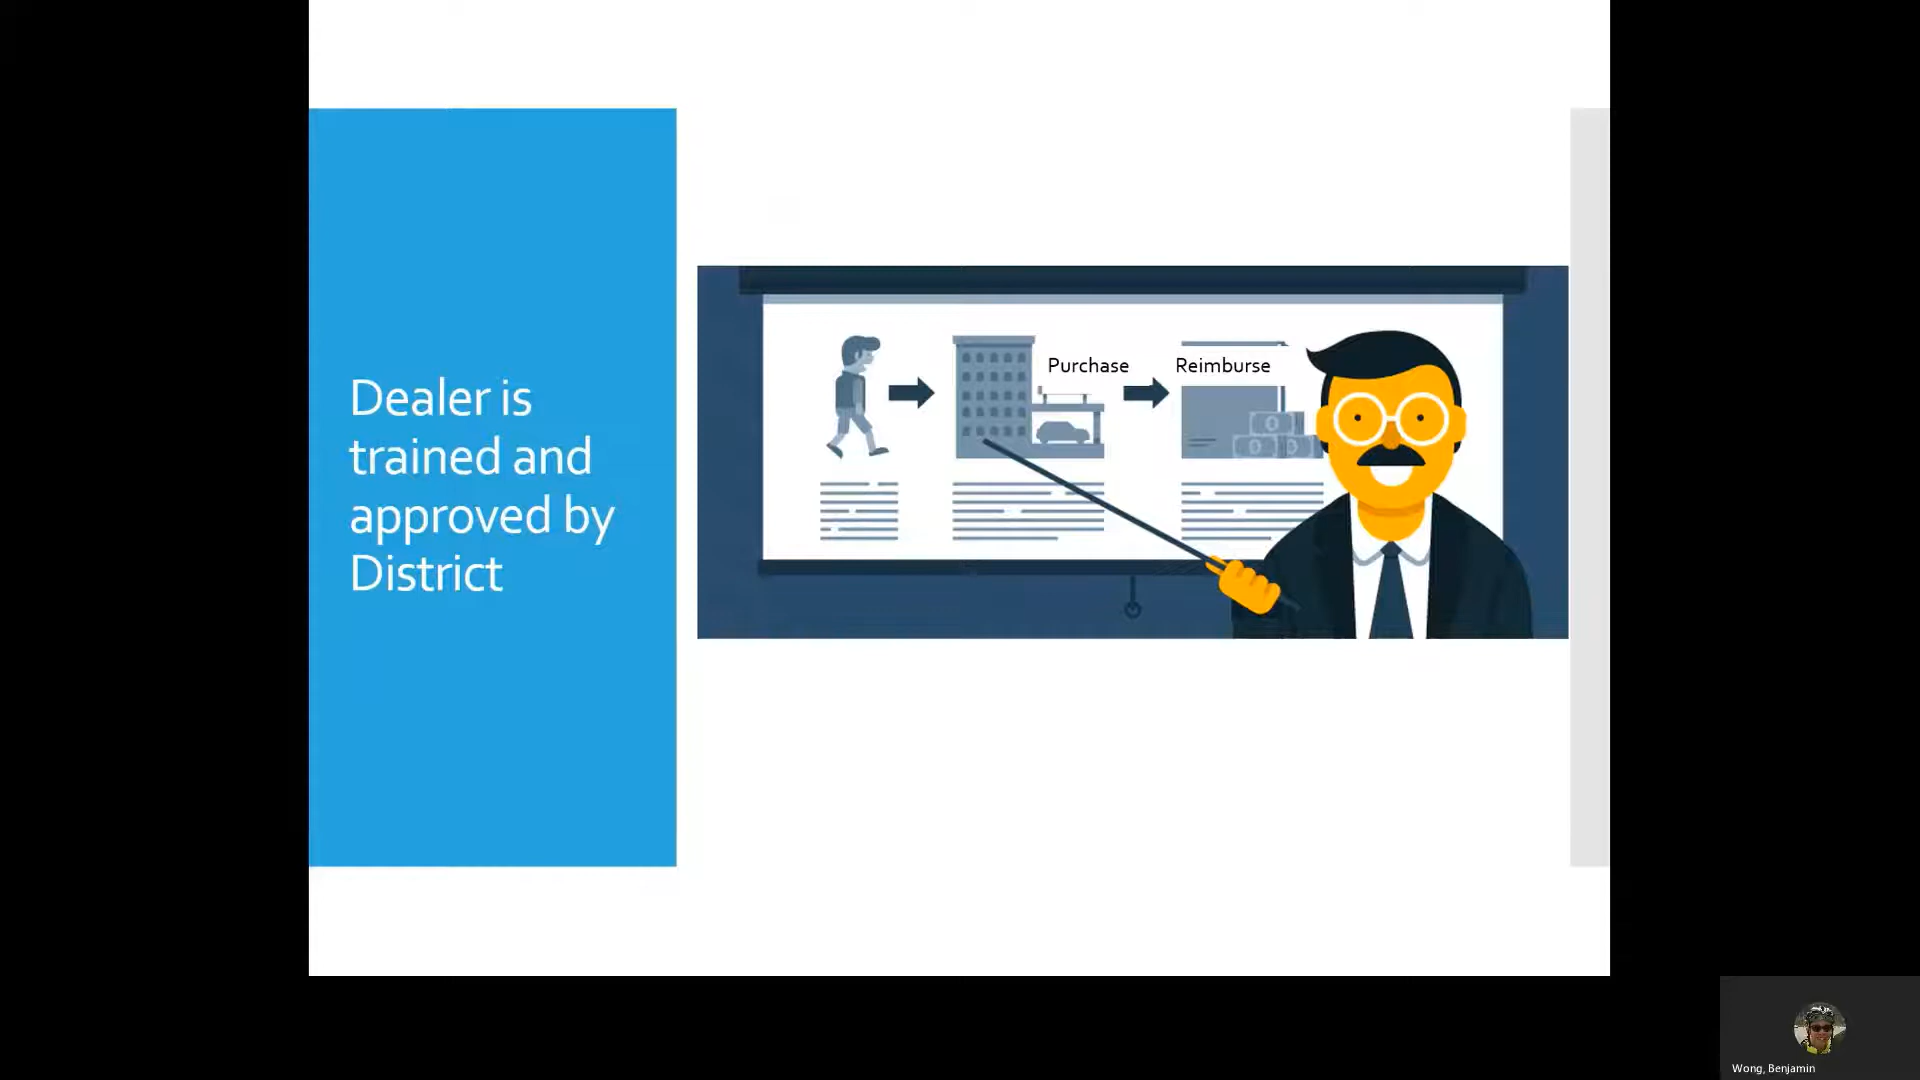 Dealer is
trained and
approved by
District
Purchase
Reimburse
Wong, Benjamin